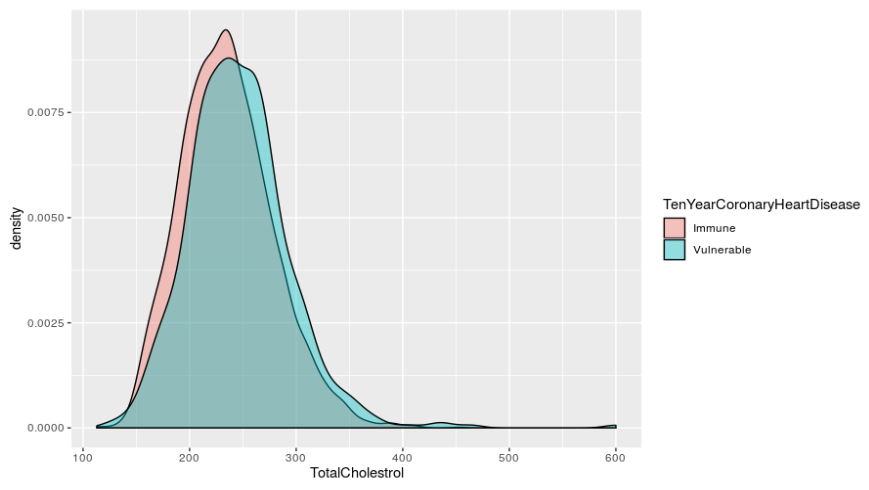 0.0075
0.0050
0.0025
0.0000
density
100 200 300 400 500 600
TotalCholestrol
TenYearCoronaryHeartDisease
Immune
Vulnerable